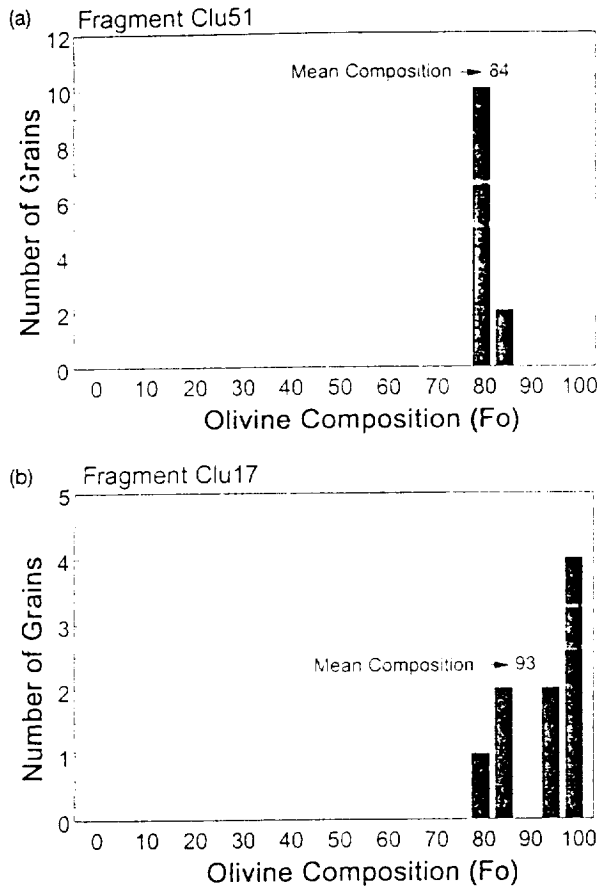 (a) Fragment Clu51
12
10
8
6
4
2
0
Number of Grains
Mean Composition 84
0 10 20 30 40 50 60 70 80 90 100
Olivine Composition (Fo)
(b) Fragment Clu17
5
4
3
2
1
0
Number of Grains
Mean Composition 93
0 10 20 30 40 50 60 70 80 90 100
Olivine Composition (Fo)